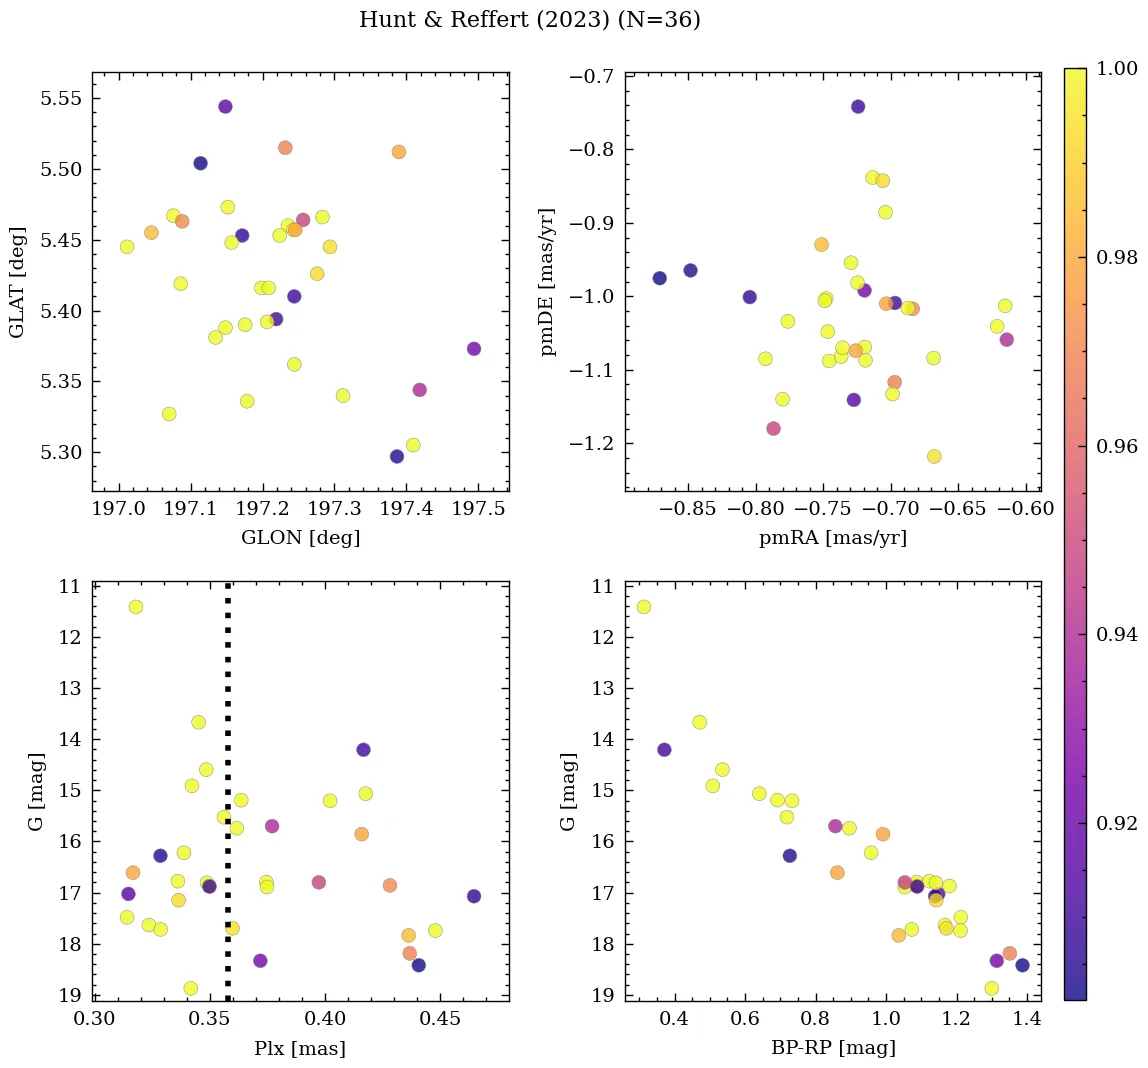 Hunt & Reffert (2023) (N=36)
5.55
5.50
5.45
5.40
5.35
5.30
GLAT [deg]
197.0 197.1 197.2 197.3 197.4 197.5
GLON [deg]
−0.7
−0.8
−0.9
−1.0
−1.1
−1.2
pmDE [mas/yr]
−0.85 −0.80 −0.75 −0.70 −0.65 −0.60
pmRA [mas/yr]
1.00
0.98
0.96
0.94
0.92
11
12
13
14
15
16
17
18
19
G [mag]
0.30 0.35 0.40 0.45
Plx [mas]
11
12
13
14
15
16
17
18
19
G [mag]
0.4 0.6 0.8 1.0 1.2 1.4
BP-RP [mag]